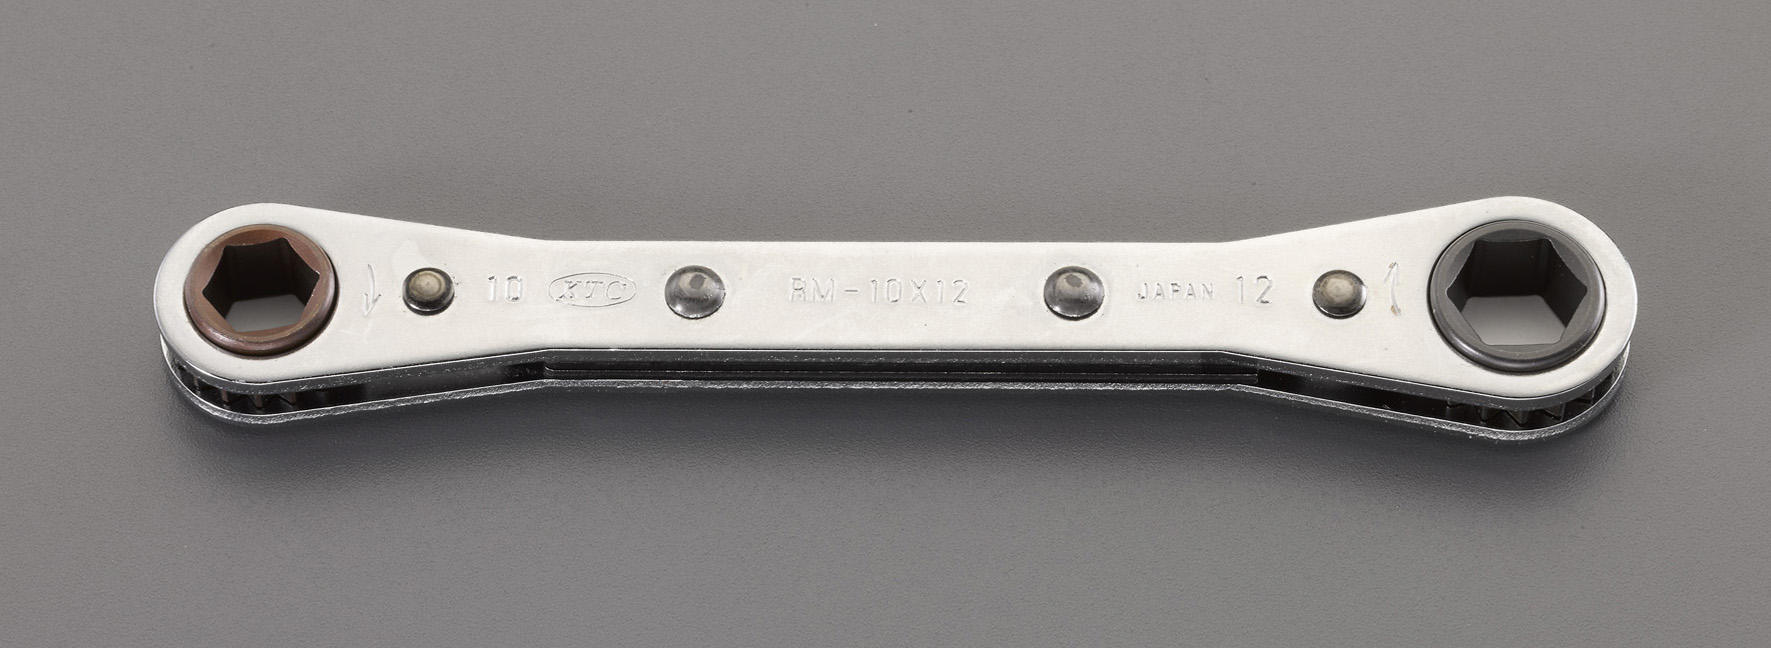 10 KTC RM-10X12 JAPAN 12